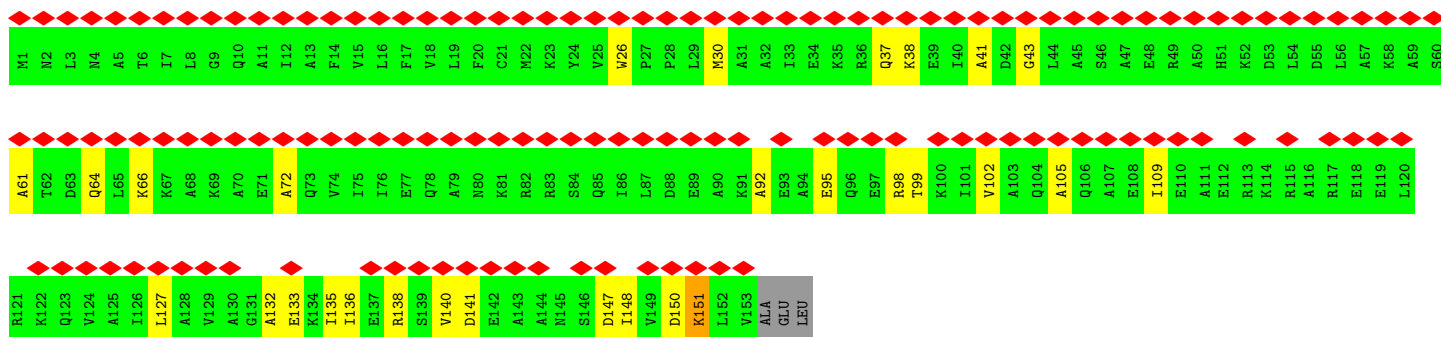 M1 N2 L3 N4 A5 T6 I7 L8 G9 Q10 A11 I12 A13 F14 V15 L16 F17 V18 L19 F20 C21 M22 K23 Y24 V25 W26 P27 P28 L29 M30 A31 A32 I33 E34 K35 R36 Q37 K38 E39 I40 A41 D42 G43 L44 A45 S46 A47 E48 R49 A50 H51 K52 D53 L54 D55 L56 A57 K58 A59 S60
A61 T62 D63 Q64 L65 K66 K67 A68 K69 A70 E71 A72 Q73 V74 I75 I76 E77 Q78 A79 N80 K81 R82 R83 S84 Q85 I86 L87 D88 E89 A90 K91 A92 E93 A94 E95 Q96 E97 R98 T99 K100 I101 V102 A103 Q104 A105 Q106 A107 E108 I109 E110 A111 E112 R113 K114 R115 A116 R117 E118 E119 L120
R121 K122 Q123 V124 A125 I126 L127 A128 V129 A130 G131 A132 E133 K134 I135 I136 E137 R138 S139 V140 D141 E142 A143 A144 N145 S146 D147 I148 V149 D150 K151 L152 V153 ALA GLU LEU